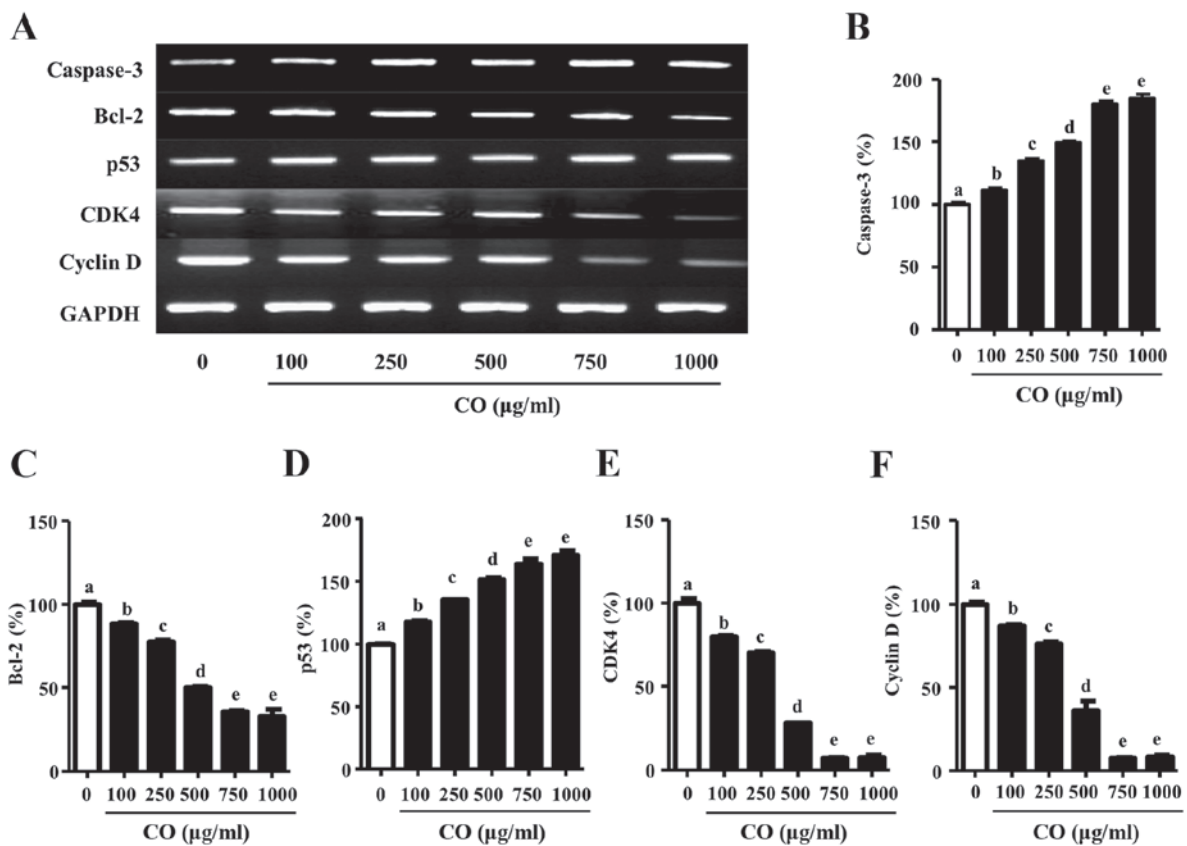 A
Caspase-3
Bcl-2
p53
CDK4
Cyclin D
GAPDH
0 100 250 500 750 1000
CO (μg/ml)
B
Caspase-3 (%)
200
150
100
50
0
a b c d e e
0 100 250 500 750 1000
CO (μg/ml)
C
Bcl-2 (%)
150
100
50
0
a b c d e e
0 100 250 500 750 1000
CO (μg/ml)
D
p53 (%)
200
150
100
50
0
a b c d e e
0 100 250 500 750 1000
CO (μg/ml)
E
CDK4 (%)
150
100
50
0
a b c d e e
0 100 250 500 750 1000
CO (μg/ml)
F
Cyclin D (%)
150
100
50
0
a b c d e e
0 100 250 500 750 1000
CO (μg/ml)